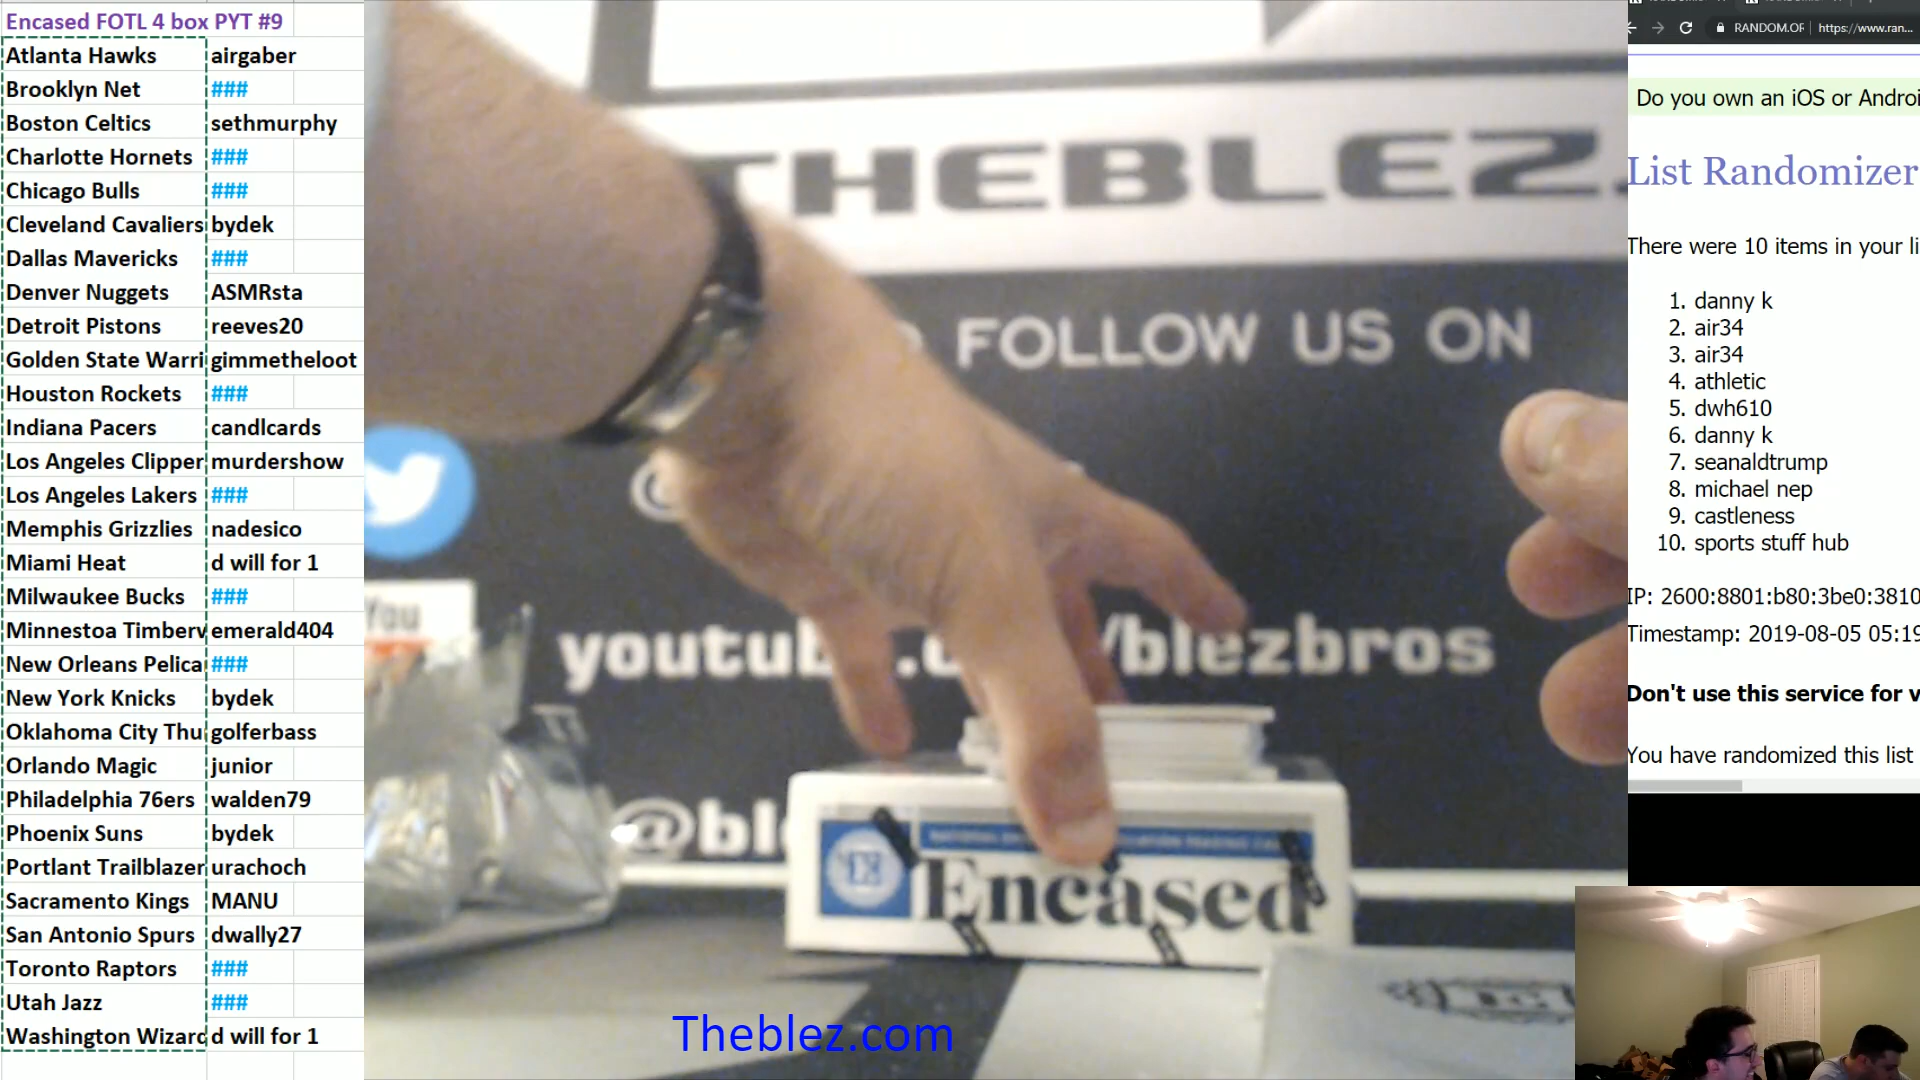 Encased FOTL 4 box PYT #9
Atlanta Hawks airgaber
Brooklyn Net ###
Boston Celtics sethmurphy
Charlotte Hornets ###
Chicago Bulls ###
Cleveland Cavaliers bydek
Dallas Mavericks ###
Denver Nuggets ASMRsta
Detroit Pistons reeves20
Golden State Warri gimmetheloot
Houston Rockets ###
Indiana Pacers candlcards
Los Angeles Clipper murdershow
Los Angeles Lakers ###
Memphis Grizzlies nadesico
Miami Heat d will for 1
Milwaukee Bucks ###
Minnestoa Timberw emerald404
New Orleans Pelica ###
New York Knicks bydek
Oklahoma City Thu golferbass
Orlando Magic junior
Philadelphia 76ers walden79
Phoenix Suns bydek
Portlant Trailblazer urachoch
Sacramento Kings MANU
San Antonio Spurs dwally27
Toronto Raptors ###
Utah Jazz ###
Washington Wizard d will for 1
THEBLEZ.
FOLLOW US ON
@
You
youtu /blezbros
@bl
Encased
Theblez.com
RANDOM.OR https://www.ran...
Do you own an iOS or Androi
List Randomizer
There were 10 items in your li
1. danny k
2. air34
3. air34
4. athletic
5. dwh610
6. danny k
7. seanaldtrump
8. michael nep
9. castleness
10. sports stuff hub
IP: 2600:8801:b80:3be0:3810
Timestamp: 2019-08-05 05:19
Don't use this service for v
You have randomized this list